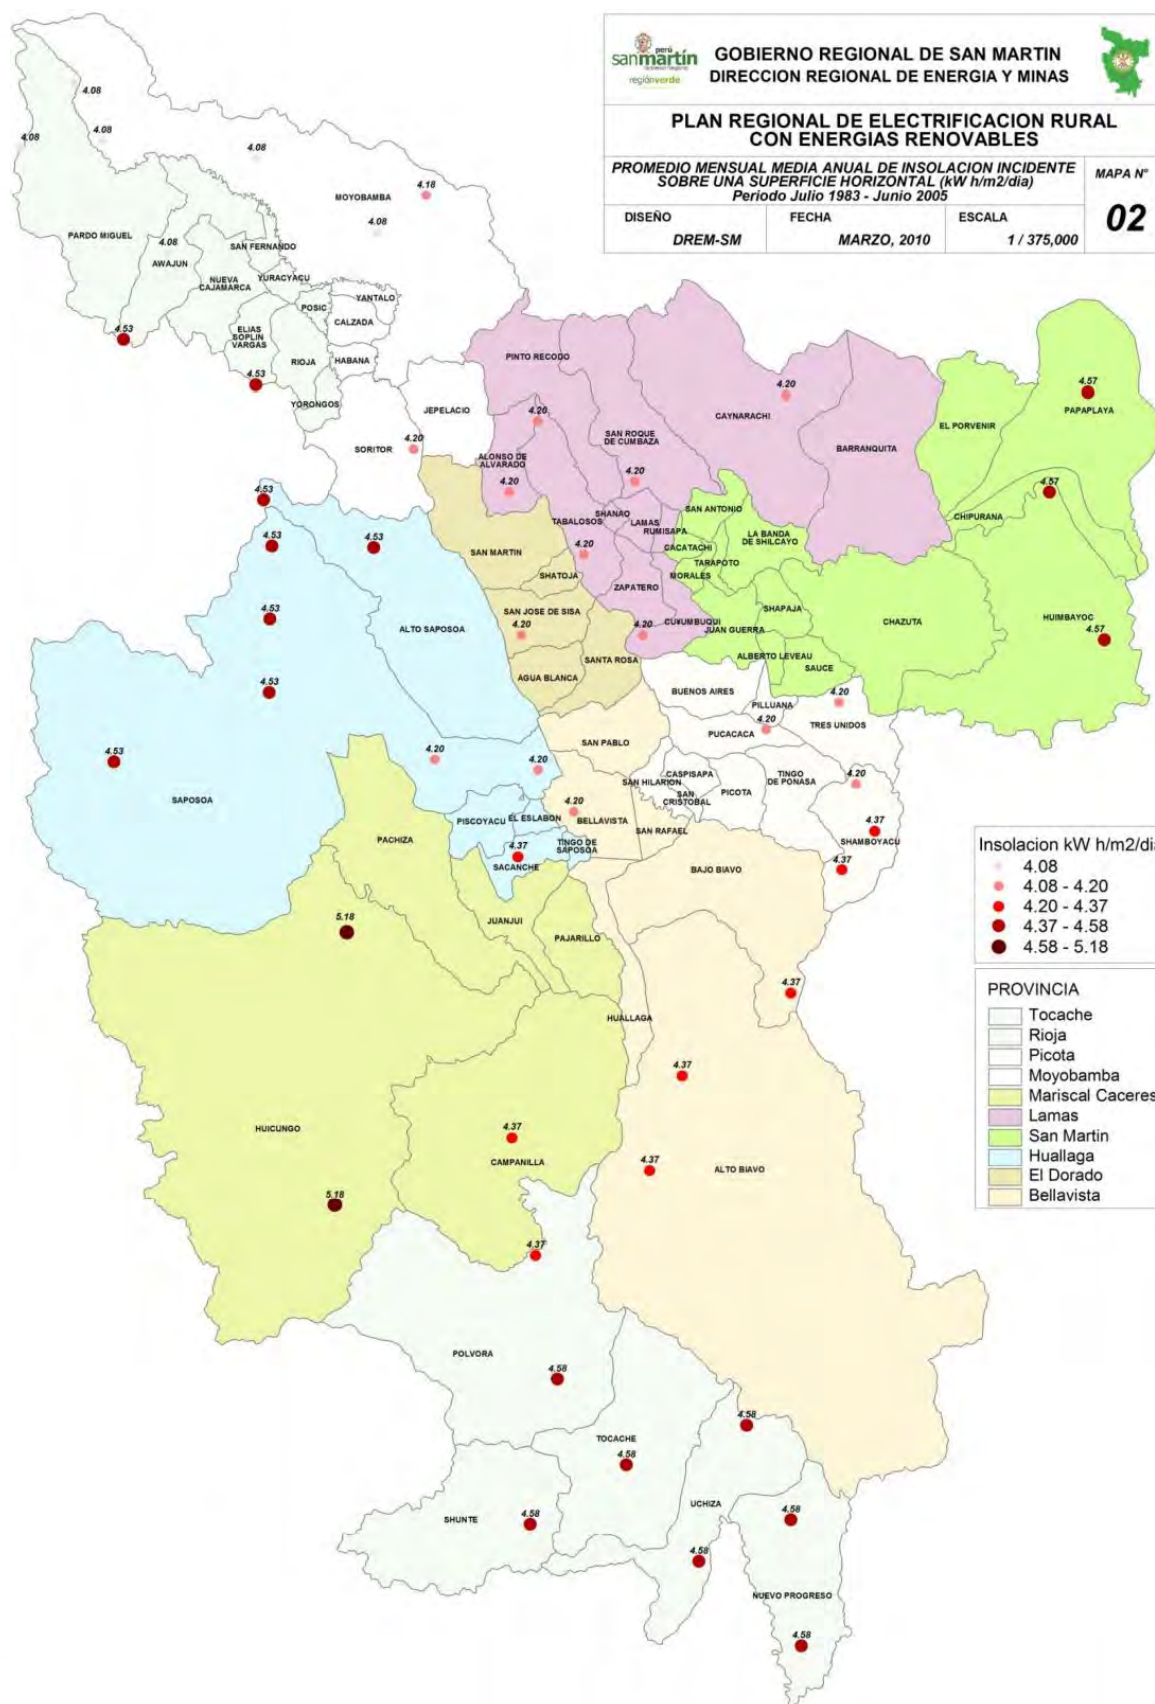 perú
sanmartín
regiónverde
GOBIERNO REGIONAL DE SAN MARTIN
DIRECCION REGIONAL DE ENERGIA Y MINAS
PLAN REGIONAL DE ELECTRIFICACION RURAL
CON ENERGIAS RENOVABLES
PROMEDIO MENSUAL MEDIA ANUAL DE INSOLACION INCIDENTE
SOBRE UNA SUPERFICIE HORIZONTAL (kW h/m2/dia)
Periodo Julio 1983 - Junio 2005
MAPA N°
02
DISEÑO
DREM-SM
FECHA
MARZO, 2010
ESCALA
1 / 375,000
4.08
4.08
4.08
4.08
4.18
MOYOBAMBA
4.08
PARDO MIGUEL
4.08
AWAJUN
SAN FERNANDO
NUEVA
CAJAMARCA
YURACYACU
POSIC
YANTALO
CALZADA
4.53
ELIAS
SOPLIN
VARGAS
RIOJA
HABANA
4.53
YORONGOS
JEPELACIO
SORITOR
4.20
PINTO RECODO
4.20
SAN ROQUE
DE CUMBAZA
4.20
CAYNARACHI
BARRANQUITA
4.57
PAPAPLAYA
EL PORVENIR
ALONSO DE
ALVARADO
4.20
4.20
4.57
CHIPURANA
4.53
4.53
4.53
SAN MARTIN
TABALOSOS
SHANAO
LAMAS
RUMISAPA
SAN ANTONIO
LA BANDA
DE SHILCAYO
CACATACHI
TARAPOTO
MORALES
4.20
SHATOJA
ZAPATERO
4.53
ALTO SAPOSOA
SAN JOSE DE SISA
4.20
4.20
CUÑUMBUQUI
JUAN GUERRA
SHAPAJA
CHAZUTA
HUIMBAYOC
4.57
ALBERTO LEVEAU
SAUCE
SANTA ROSA
AGUA BLANCA
4.53
BUENOS AIRES
PILLUANA
4.20
TRES UNIDOS
4.20
PUCACACA
SAN PABLO
4.53
SAPOSOA
4.20
4.20
SAN HILARION
CASPISAPA
SAN
CRISTOBAL
PICOTA
TINGO
DE PONASA
4.20
4.20
BELLAVISTA
PISCOYACU
EL ESLABON
SAN RAFAEL
4.37
SHAMBOYACU
PACHIZA
TINGO DE
SAPOSOA
4.37
SACANCHE
BAJO BIAVO
4.37
5.18
JUANJUI
PAJARILLO
4.37
HUALLAGA
4.37
HUICUNGO
4.37
CAMPANILLA
4.37
ALTO BIAVO
5.18
4.37
POLVORA
4.58
TOCACHE
4.58
4.58
UCHIZA
SHUNTE
4.58
4.58
4.58
NUEVO PROGRESO
4.58
Insolacion kW h/m2/dia
4.08
4.08 - 4.20
4.20 - 4.37
4.37 - 4.58
4.58 - 5.18
PROVINCIA
Tocache
Rioja
Picota
Moyobamba
Mariscal Caceres
Lamas
San Martin
Huallaga
El Dorado
Bellavista